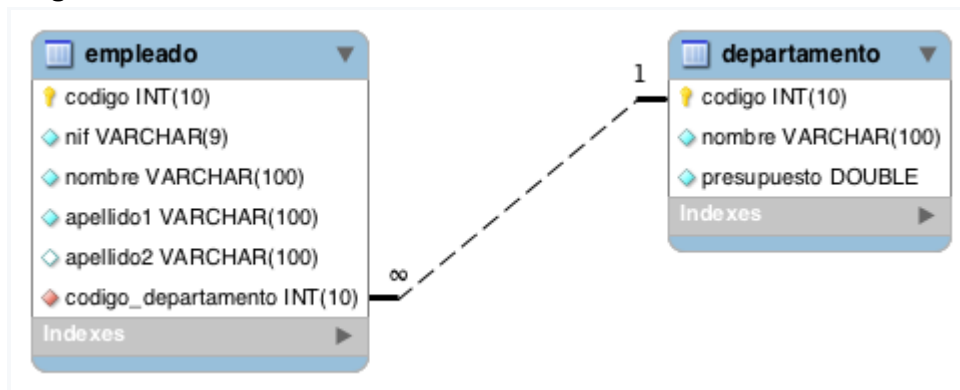 empleado
codigo INT(10)
nif VARCHAR(9)
nombre VARCHAR(100)
apellido1 VARCHAR(100)
apellido2 VARCHAR(100)
codigo_departamento INT(10)
Indexes
∞
1
departamento
codigo INT(10)
nombre VARCHAR(100)
presupuesto DOUBLE
Indexes